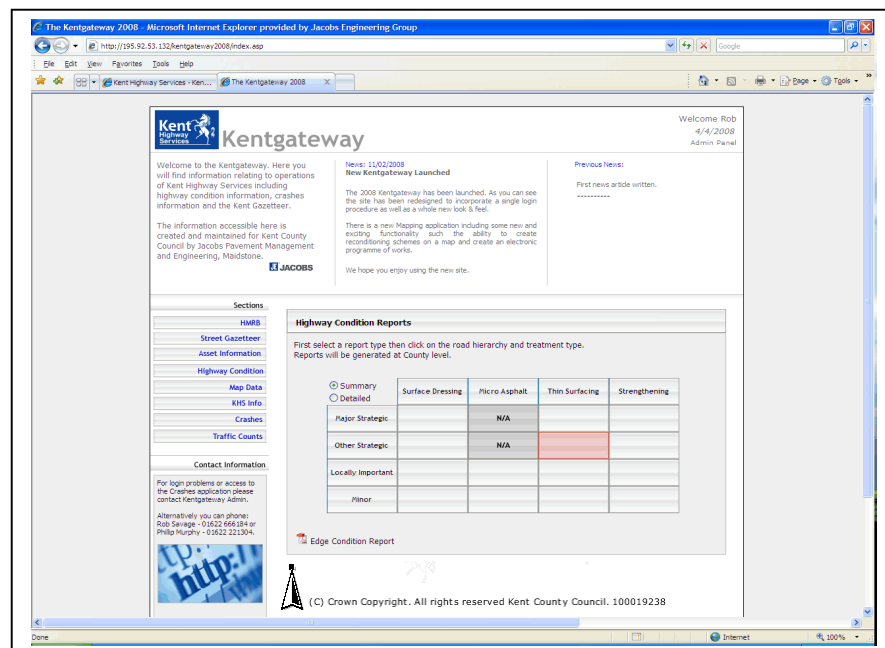 The Kentgateway 2008 - Microsoft Internet Explorer provided by Jacobs Engineering Group
http://195.92.53.132/kentgateway2008/index.asp
Google
File Edit View Favorites Tools Help
Kent Highway Services - Ken... The Kentgateway 2008 Page Tools
Kent Highway Services
Kentgateway
Welcome Rob
4/4/2008
Admin Panel
Welcome to the Kentgateway. Here you
will find information relating to operations
of Kent Highway Services including
highway condition information, crashes
information and the Kent Gazetteer.
The information accessible here is
created and maintained for Kent County
Council by Jacobs Pavement Management
and Engineering, Maidstone.
JACOBS
News: 11/02/2008
New Kentgateway Launched
The 2008 Kentgateway has been launched. As you can see
the site has been redesigned to incorporate a single login
procedure as well as a whole new look & feel.
There is a new Mapping application including some new and
exciting functionality such the ability to create
reconditioning schemes on a map and create an electronic
programme of works.
We hope you enjoy using the new site.
Previous News:
First news article written.
----------
Sections
HMRB
Street Gazetteer
Asset Information
Highway Condition
Map Data
KHS Info
Crashes
Traffic Counts
Contact Information
For login problems or access to
the Crashes application please
contact Kentgateway Admin.
Alternatively you can phone:
Rob Savage - 01622 666184 or
Philip Murphy - 01622 221304.
http://
Highway Condition Reports
First select a report type then click on the road hierarchy and treatment type.
Reports will be generated at County level.
Summary
Detailed
Surface Dressing Micro Asphalt Thin Surfacing Strengthening
Major Strategic N/A
Other Strategic N/A
Locally Important
Minor
Edge Condition Report
(C) Crown Copyright. All rights reserved Kent County Council. 100019238
Done Internet 100%